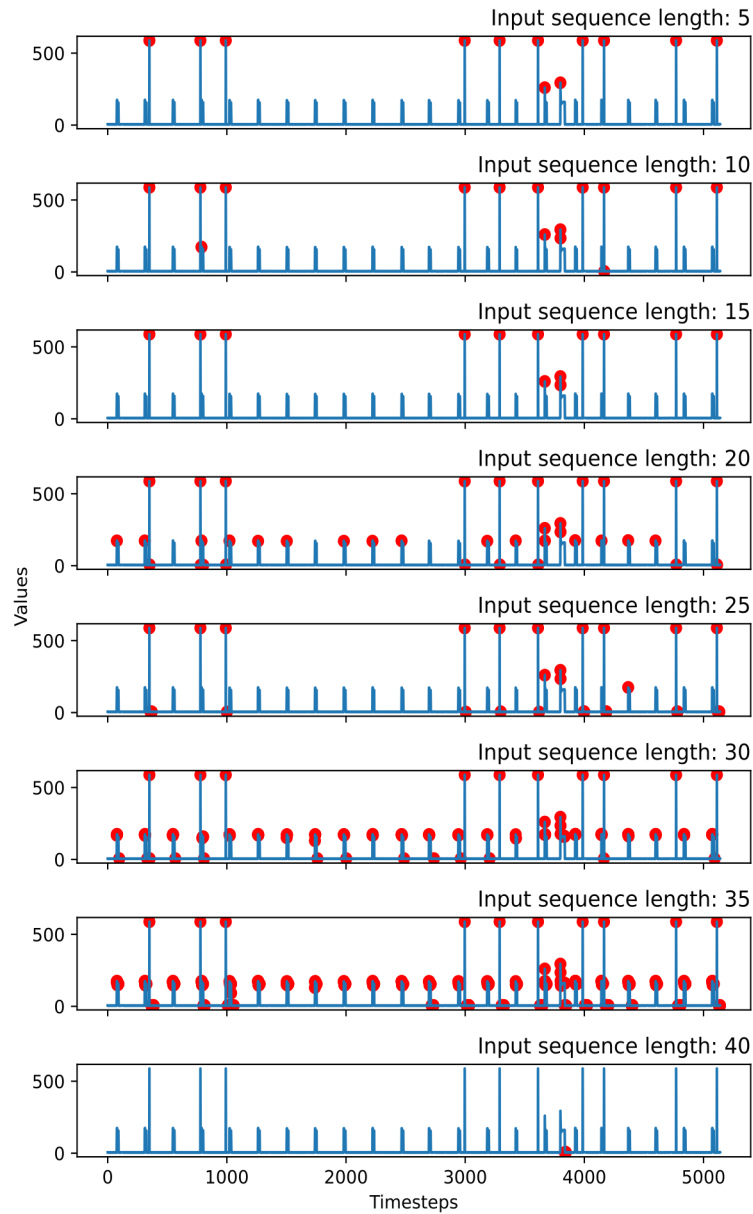 Input sequence length: 5
500
0
Input sequence length: 10
500
0
Input sequence length: 15
500
0
Input sequence length: 20
500
0
Values
Input sequence length: 25
500
0
Input sequence length: 30
500
0
Input sequence length: 35
500
0
Input sequence length: 40
500
0
0 1000 2000 3000 4000 5000
Timesteps